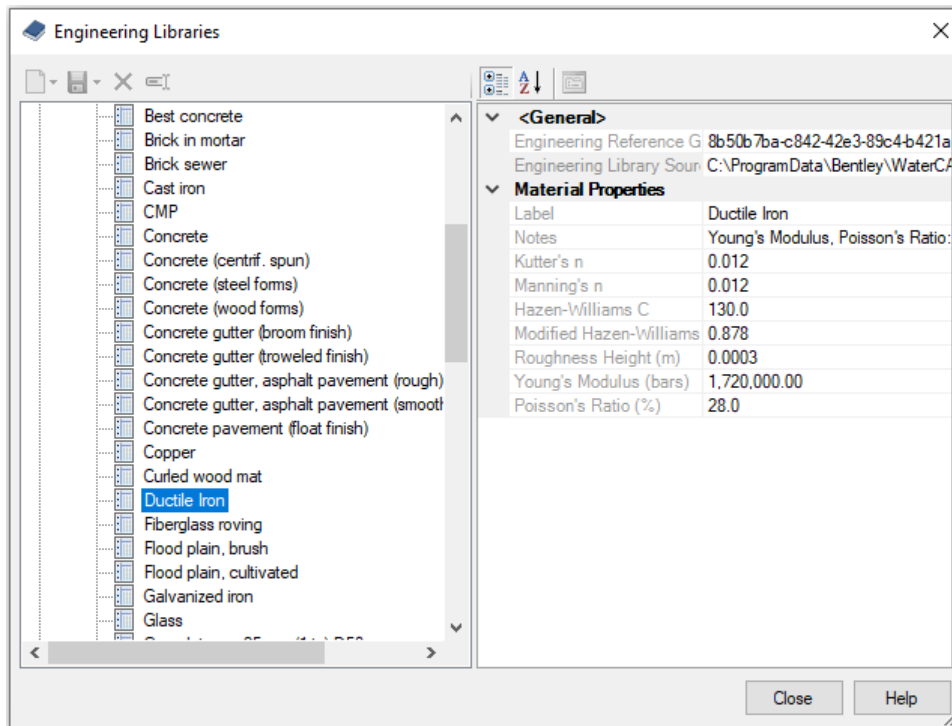 Engineering Libraries
Best concrete
Brick in mortar
Brick sewer
Cast iron
CMP
Concrete
Concrete (centrif. spun)
Concrete (steel forms)
Concrete (wood forms)
Concrete gutter (broom finish)
Concrete gutter (troweled finish)
Concrete gutter, asphalt pavement (rough)
Concrete gutter, asphalt pavement (smooth
Concrete pavement (float finish)
Copper
Curled wood mat
Ductile Iron
Fiberglass roving
Flood plain, brush
Flood plain, cultivated
Galvanized iron
Glass
<General>
Engineering Reference G 8b50b7ba-c842-42e3-89c4-b421a
Engineering Library Sour C:\ProgramData\Bentley\WaterCA
Material Properties
Label Ductile Iron
Notes Young's Modulus, Poisson's Ratio:
Kutter's n 0.012
Manning's n 0.012
Hazen-Williams C 130.0
Modified Hazen-Williams 0.878
Roughness Height (m) 0.0003
Young's Modulus (bars) 1,720,000.00
Poisson's Ratio (%) 28.0
Close Help